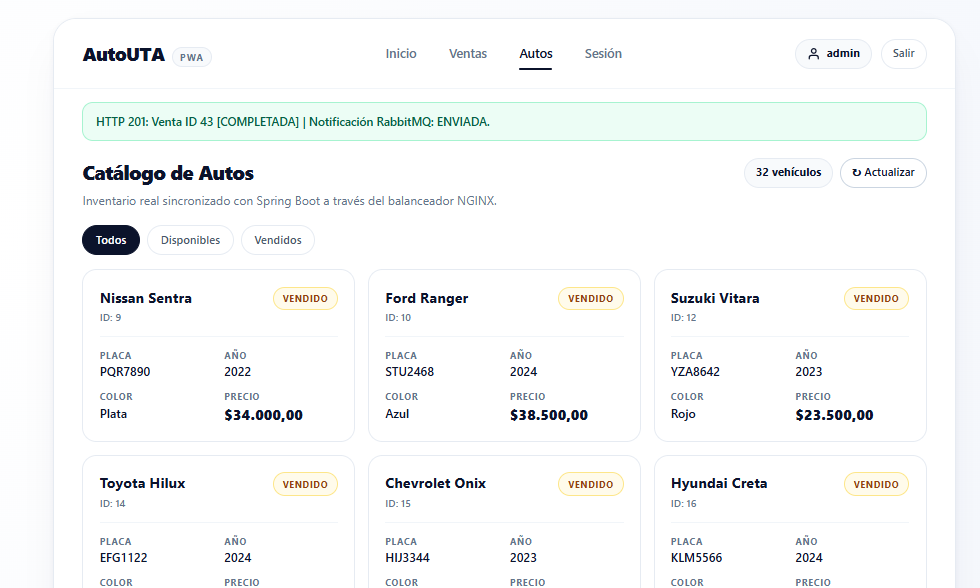 AutoUTA PWA Inicio Ventas Autos Sesión admin Salir
HTTP 201: Venta ID 43 [COMPLETADA] | Notificación RabbitMQ: ENVIADA.
Catálogo de Autos 32 vehículos ↻ Actualizar
Inventario real sincronizado con Spring Boot a través del balanceador NGINX.
Todos Disponibles Vendidos
Nissan Sentra VENDIDO
ID: 9
PLACA AÑO
PQR7890 2022
COLOR PRECIO
Plata $34.000,00
Ford Ranger VENDIDO
ID: 10
PLACA AÑO
STU2468 2024
COLOR PRECIO
Azul $38.500,00
Suzuki Vitara VENDIDO
ID: 12
PLACA AÑO
YZA8642 2023
COLOR PRECIO
Rojo $23.500,00
Toyota Hilux VENDIDO
ID: 14
PLACA AÑO
EFG1122 2024
COLOR PRECIO
Chevrolet Onix VENDIDO
ID: 15
PLACA AÑO
HIJ3344 2023
COLOR PRECIO
Hyundai Creta VENDIDO
ID: 16
PLACA AÑO
KLM5566 2024
COLOR PRECIO